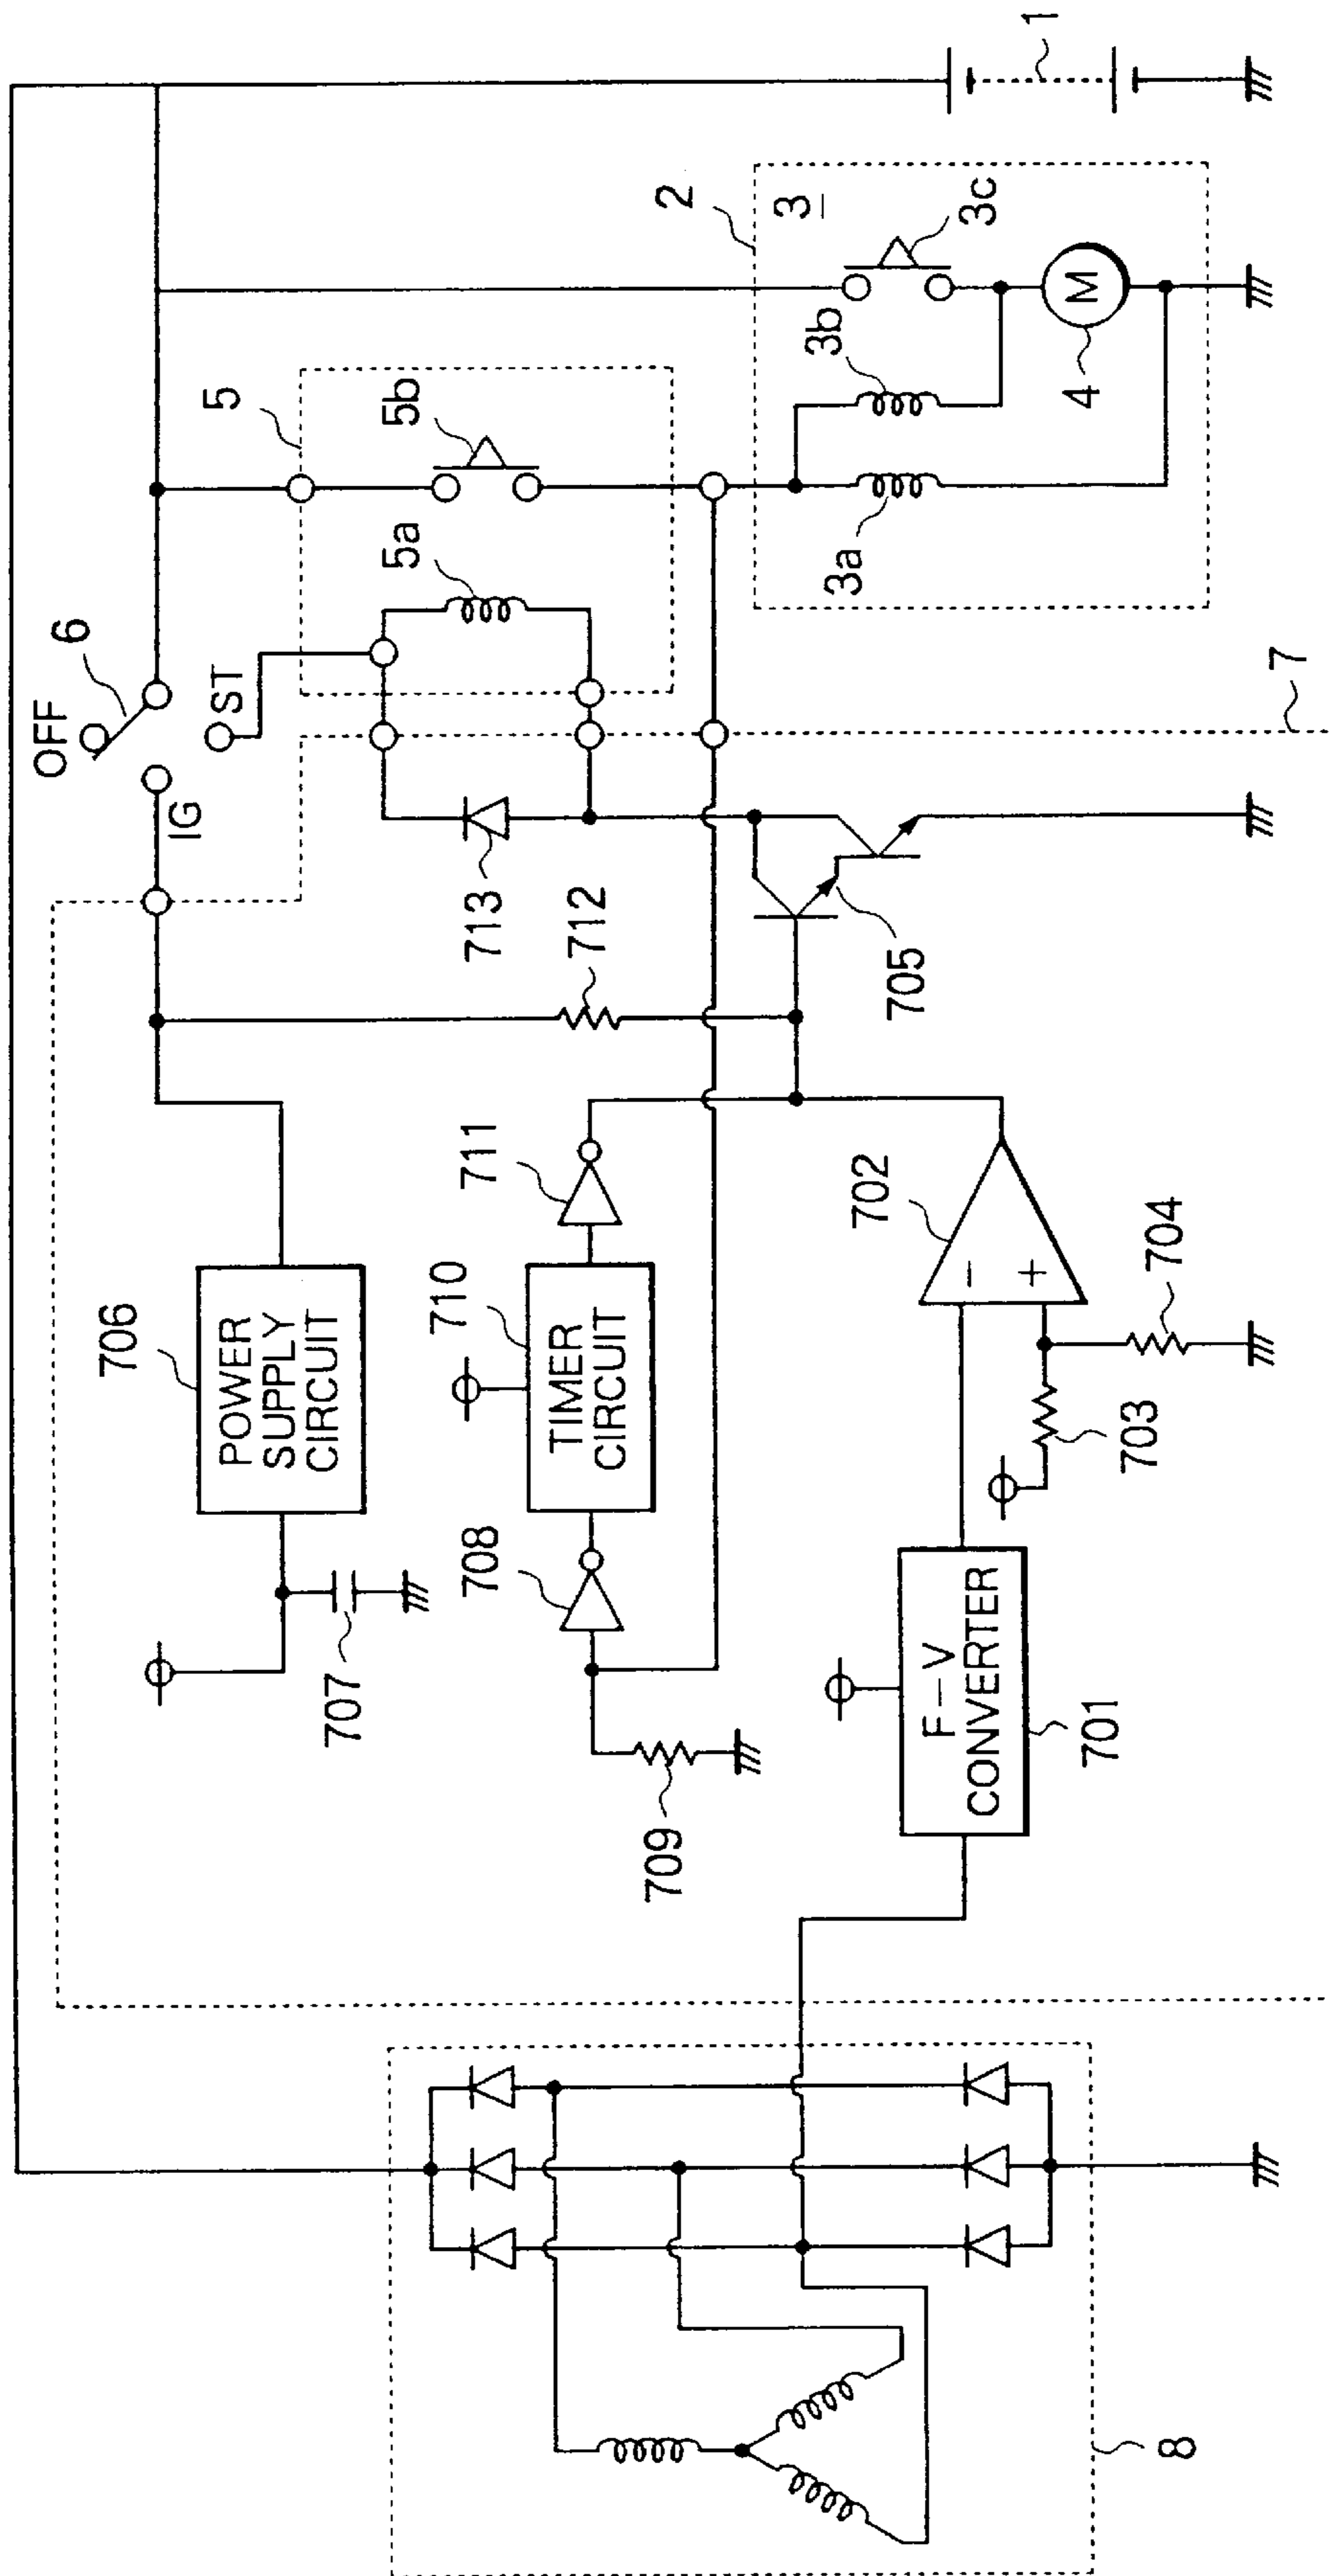 OFF
6
IG
ST
5
5a
5b
2
3
3a
3b
3c
M
4
1
7
706
POWER
SUPPLY
CIRCUIT
707
708
709
710
TIMER
CIRCUIT
711
712
713
705
702
−
+
703
704
F−V
CONVERTER
701
8